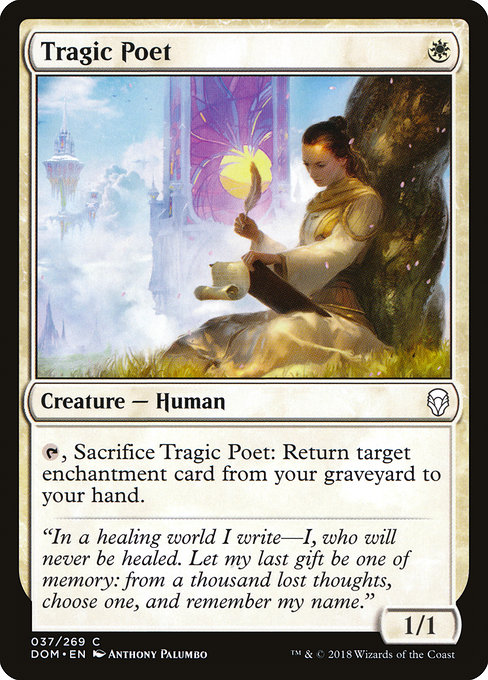 Tragic Poet
Creature — Human
, Sacrifice Tragic Poet: Return target
enchantment card from your graveyard to
your hand.
“In a healing world I write—I, who will
never be healed. Let my last gift be one of
memory: from a thousand lost thoughts,
choose one, and remember my name.”
1/1
037/269 C
DOM • EN Anthony Palumbo
™ & © 2018 Wizards of the Coast